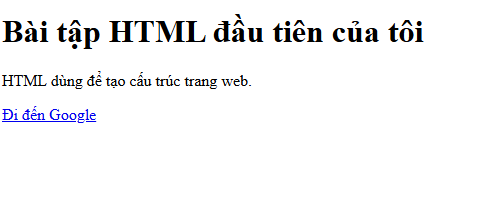 Bài tập HTML đầu tiên của tôi
HTML dùng để tạo cấu trúc trang web.
Đi đến Google